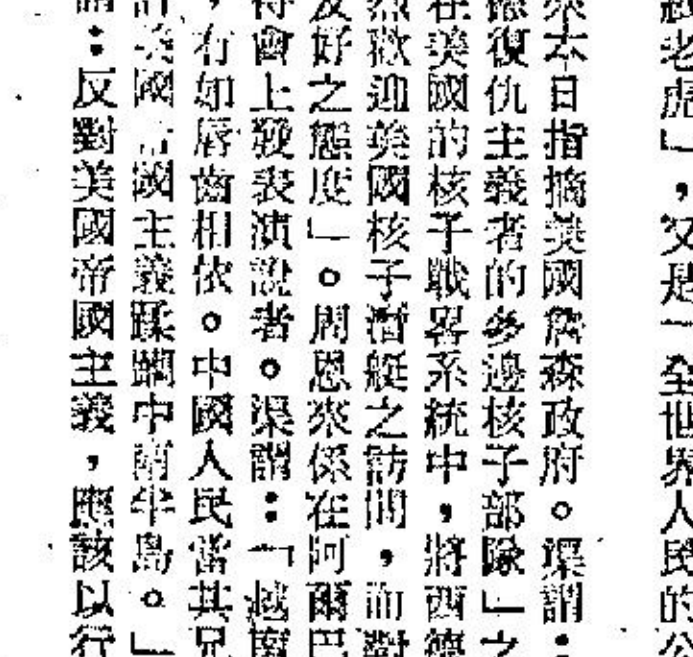 紙老虎」，又是「全世界人民的公
來本日指摘美國詹森政府。渠謂：
德復仇主義者的多邊核子部隊」之
在美國的核子戰畧系統中，將西德
烈歡迎美國核子潛艇之訪問，而對
友好之態度」。周恩來係在阿爾巴
待會上發表演說者。渠謂：「越南
，有如唇齒相依。中國人民當其兄
許美國帝國主義蹂躪中南半島。」
謂：反對美國帝國主義，應該以行